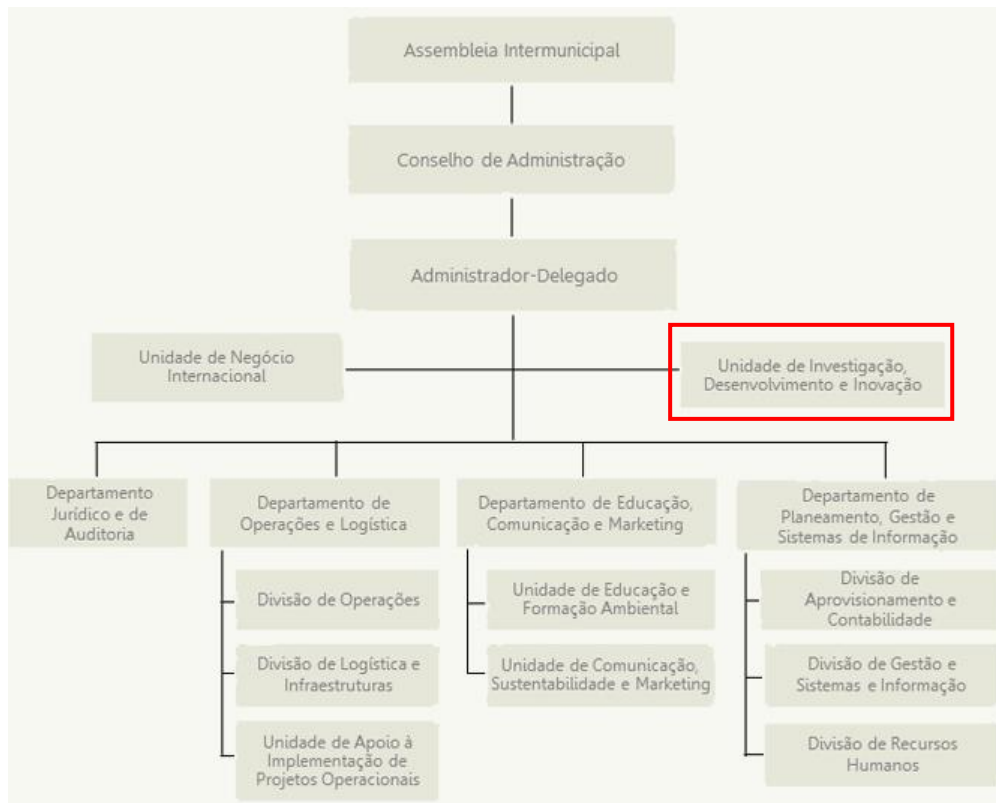 Assembleia Intermunicipal
Conselho de Administração
Administrador-Delegado
Unidade de Negócio
Internacional
Unidade de Investigação,
Desenvolvimento e Inovação
Departamento
Jurídico e de
Auditoria
Departamento de
Operações e Logística
Divisão de Operações
Divisão de Logística e
Infraestruturas
Unidade de Apoio à
Implementação de
Projetos Operacionais
Departamento de Educação,
Comunicação e Marketing
Unidade de Educação e
Formação Ambiental
Unidade de Comunicação,
Sustentabilidade e Marketing
Departamento de
Planeamento, Gestão e
Sistemas de Informação
Divisão de
Aprovisionamento e
Contabilidade
Divisão de Gestão e
Sistemas e Informação
Divisão de Recursos
Humanos